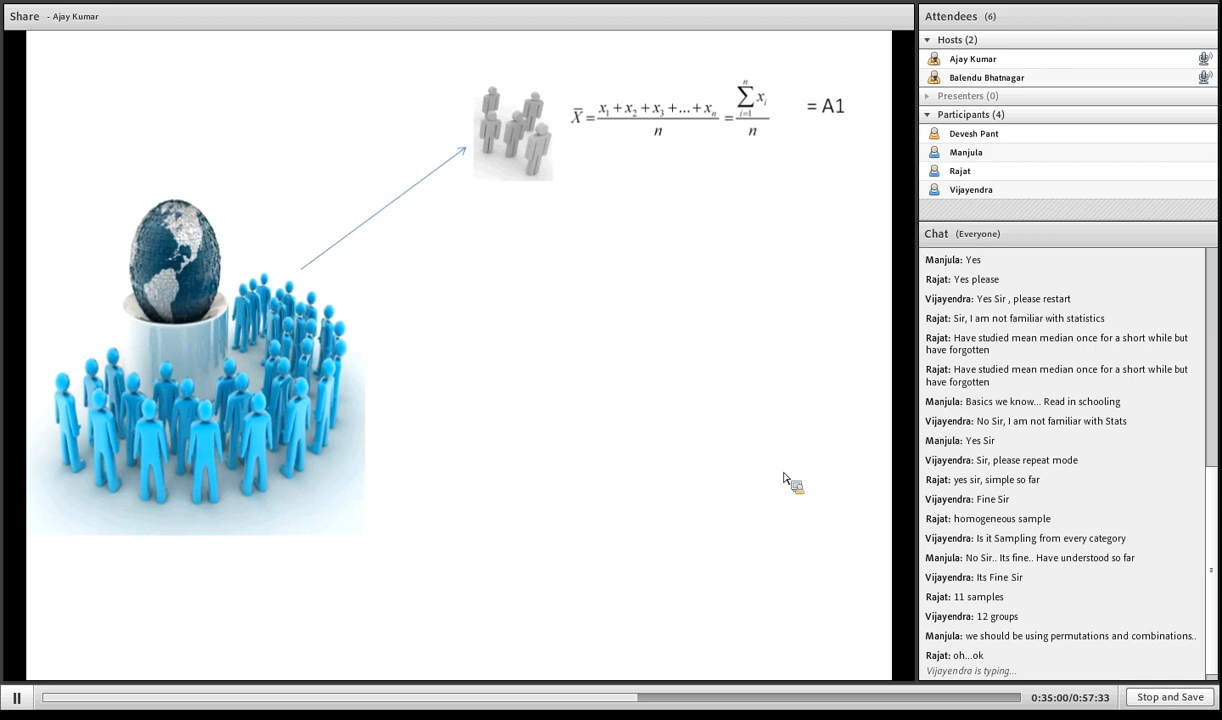 Share - Ajay Kumar
X̄ = (x₁ + x₂ + x₃ + ... + xₙ) / n = (∑ᵢ₌₁ⁿ xᵢ) / n = A1
Attendees (6)
Hosts (2)
Ajay Kumar
Balendu Bhatnagar
Presenters (0)
Participants (4)
Devesh Pant
Manjula
Rajat
Vijayendra
Chat (Everyone)
Manjula: Yes
Rajat: Yes please
Vijayendra: Yes Sir , please restart
Rajat: Sir, I am not familiar with statistics
Rajat: Have studied mean median once for a short while but
have forgotten
Rajat: Have studied mean median once for a short while but
have forgotten
Manjula: Basics we know... Read in schooling
Vijayendra: No Sir, I am not familiar with Stats
Manjula: Yes Sir
Vijayendra: Sir, please repeat mode
Rajat: yes sir, simple so far
Vijayendra: Fine Sir
Rajat: homogeneous sample
Vijayendra: Is it Sampling from every category
Manjula: No Sir.. Its fine.. Have understood so far
Vijayendra: Its Fine Sir
Rajat: 11 samples
Vijayendra: 12 groups
Manjula: we should be using permutations and combinations..
Rajat: oh...ok
Vijayendra is typing...
0:35:00/0:57:33
Stop and Save